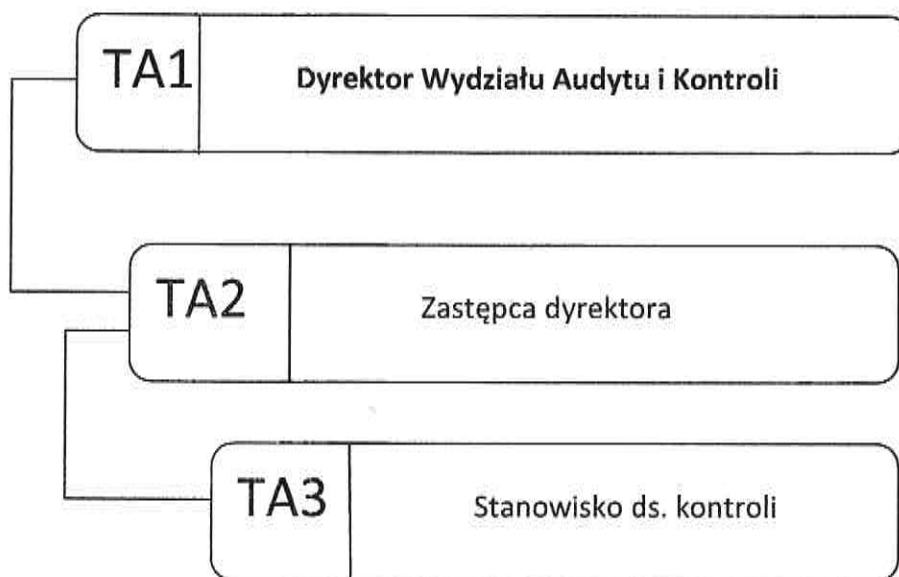 TA1 Dyrektor Wydziału Audytu i Kontroli
TA2 Zastępca dyrektora
TA3 Stanowisko ds. kontroli